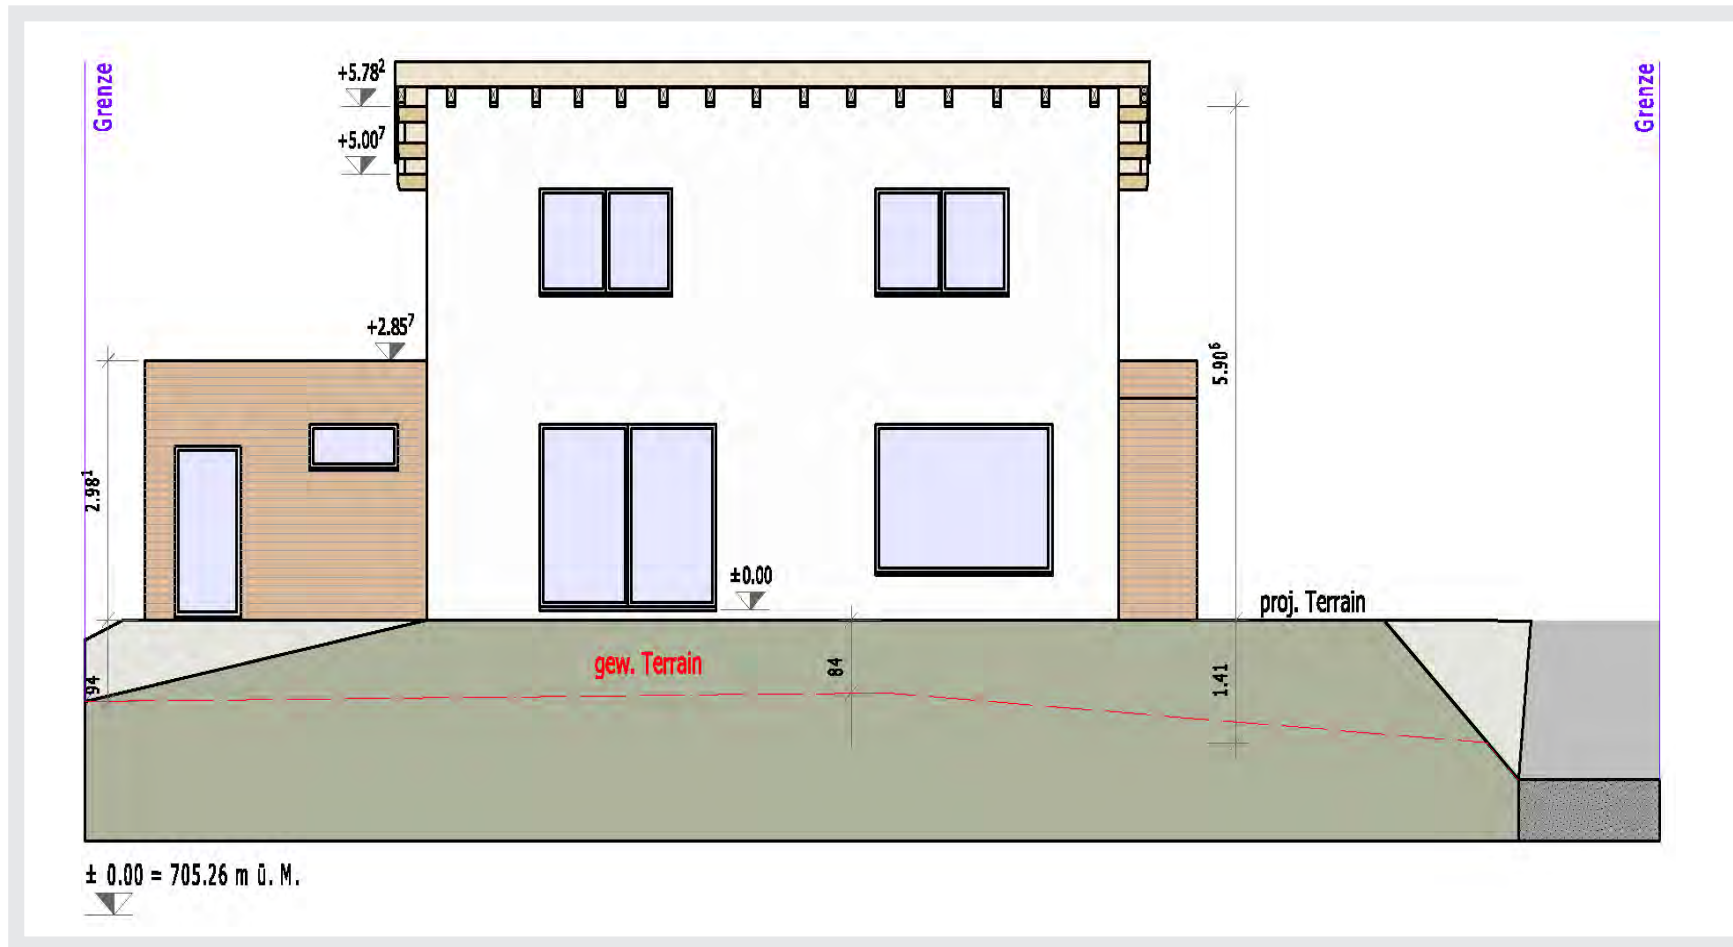 Grenze
Grenze
+5.78²
+5.00⁷
+2.85⁷
5.90⁶
2.98¹
±0.00
proj. Terrain
gew. Terrain
94
84
1.41
± 0.00 = 705.26 m ü. M.